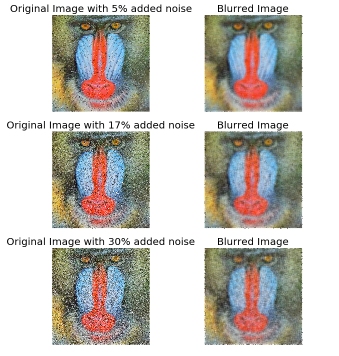 Original Image with 5% added noise
Blurred Image
Original Image with 17% added noise
Blurred Image
Original Image with 30% added noise
Blurred Image